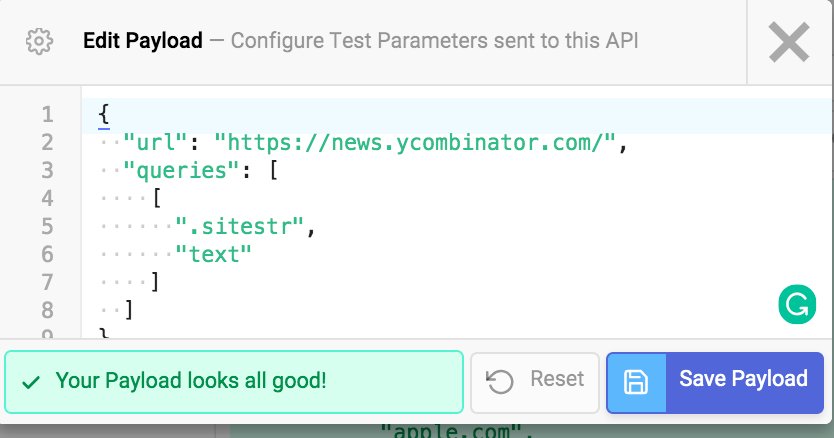 Edit Payload — Configure Test Parameters sent to this API
1 {
2 "url": "https://news.ycombinator.com/",
3 "queries": [
4 [
5 ".sitestr",
6 "text"
7 ]
8 ]
9 }
Your Payload looks all good!
Reset
Save Payload
"apple.com",